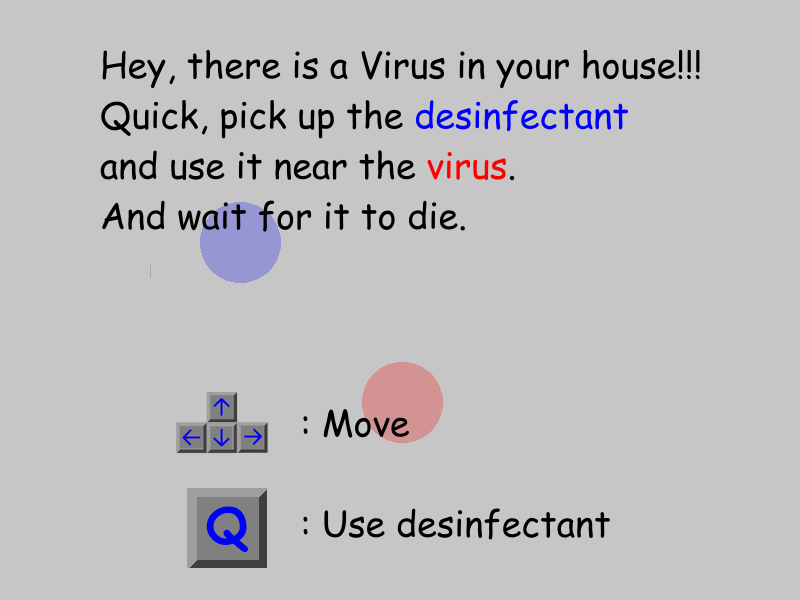 Hey, there is a Virus in your house!!!
Quick, pick up the desinfectant
and use it near the virus.
And wait for it to die.
↑
← ↓ → : Move
Q : Use desinfectant